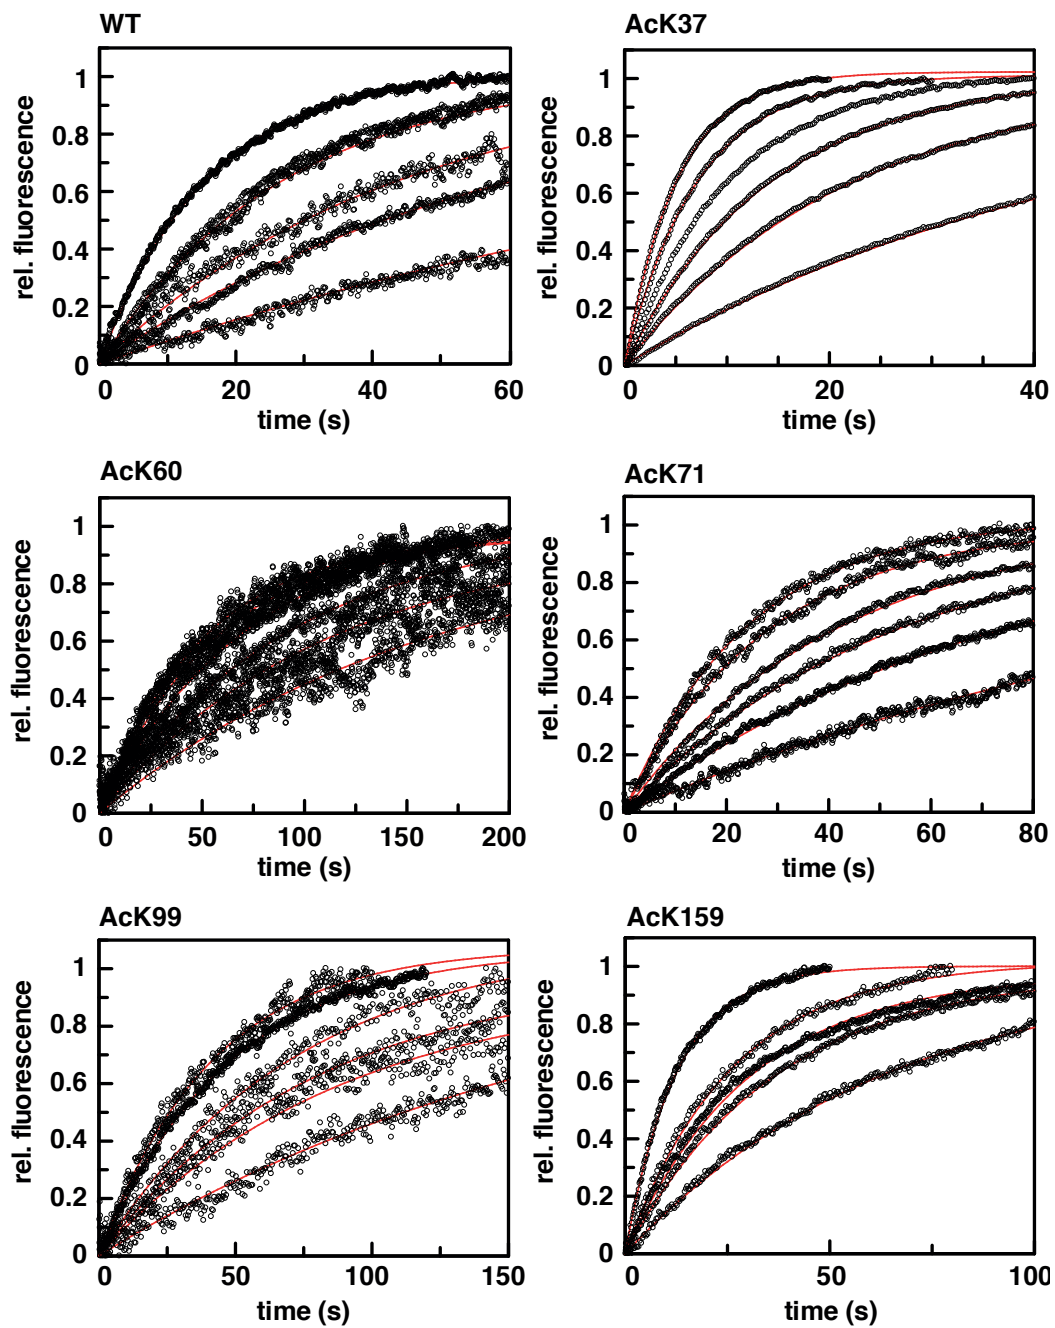 WT
rel. fluorescence
1
0.8
0.6
0.4
0.2
0
0 20 40 60
time (s)
AcK37
rel. fluorescence
1
0.8
0.6
0.4
0.2
0
0 20 40
time (s)
AcK60
rel. fluorescence
1
0.8
0.6
0.4
0.2
0
0 50 100 150 200
time (s)
AcK71
rel. fluorescence
1
0.8
0.6
0.4
0.2
0
0 20 40 60 80
time (s)
AcK99
rel. fluorescence
1
0.8
0.6
0.4
0.2
0
0 50 100 150
time (s)
AcK159
rel. fluorescence
1
0.8
0.6
0.4
0.2
0
0 50 100
time (s)